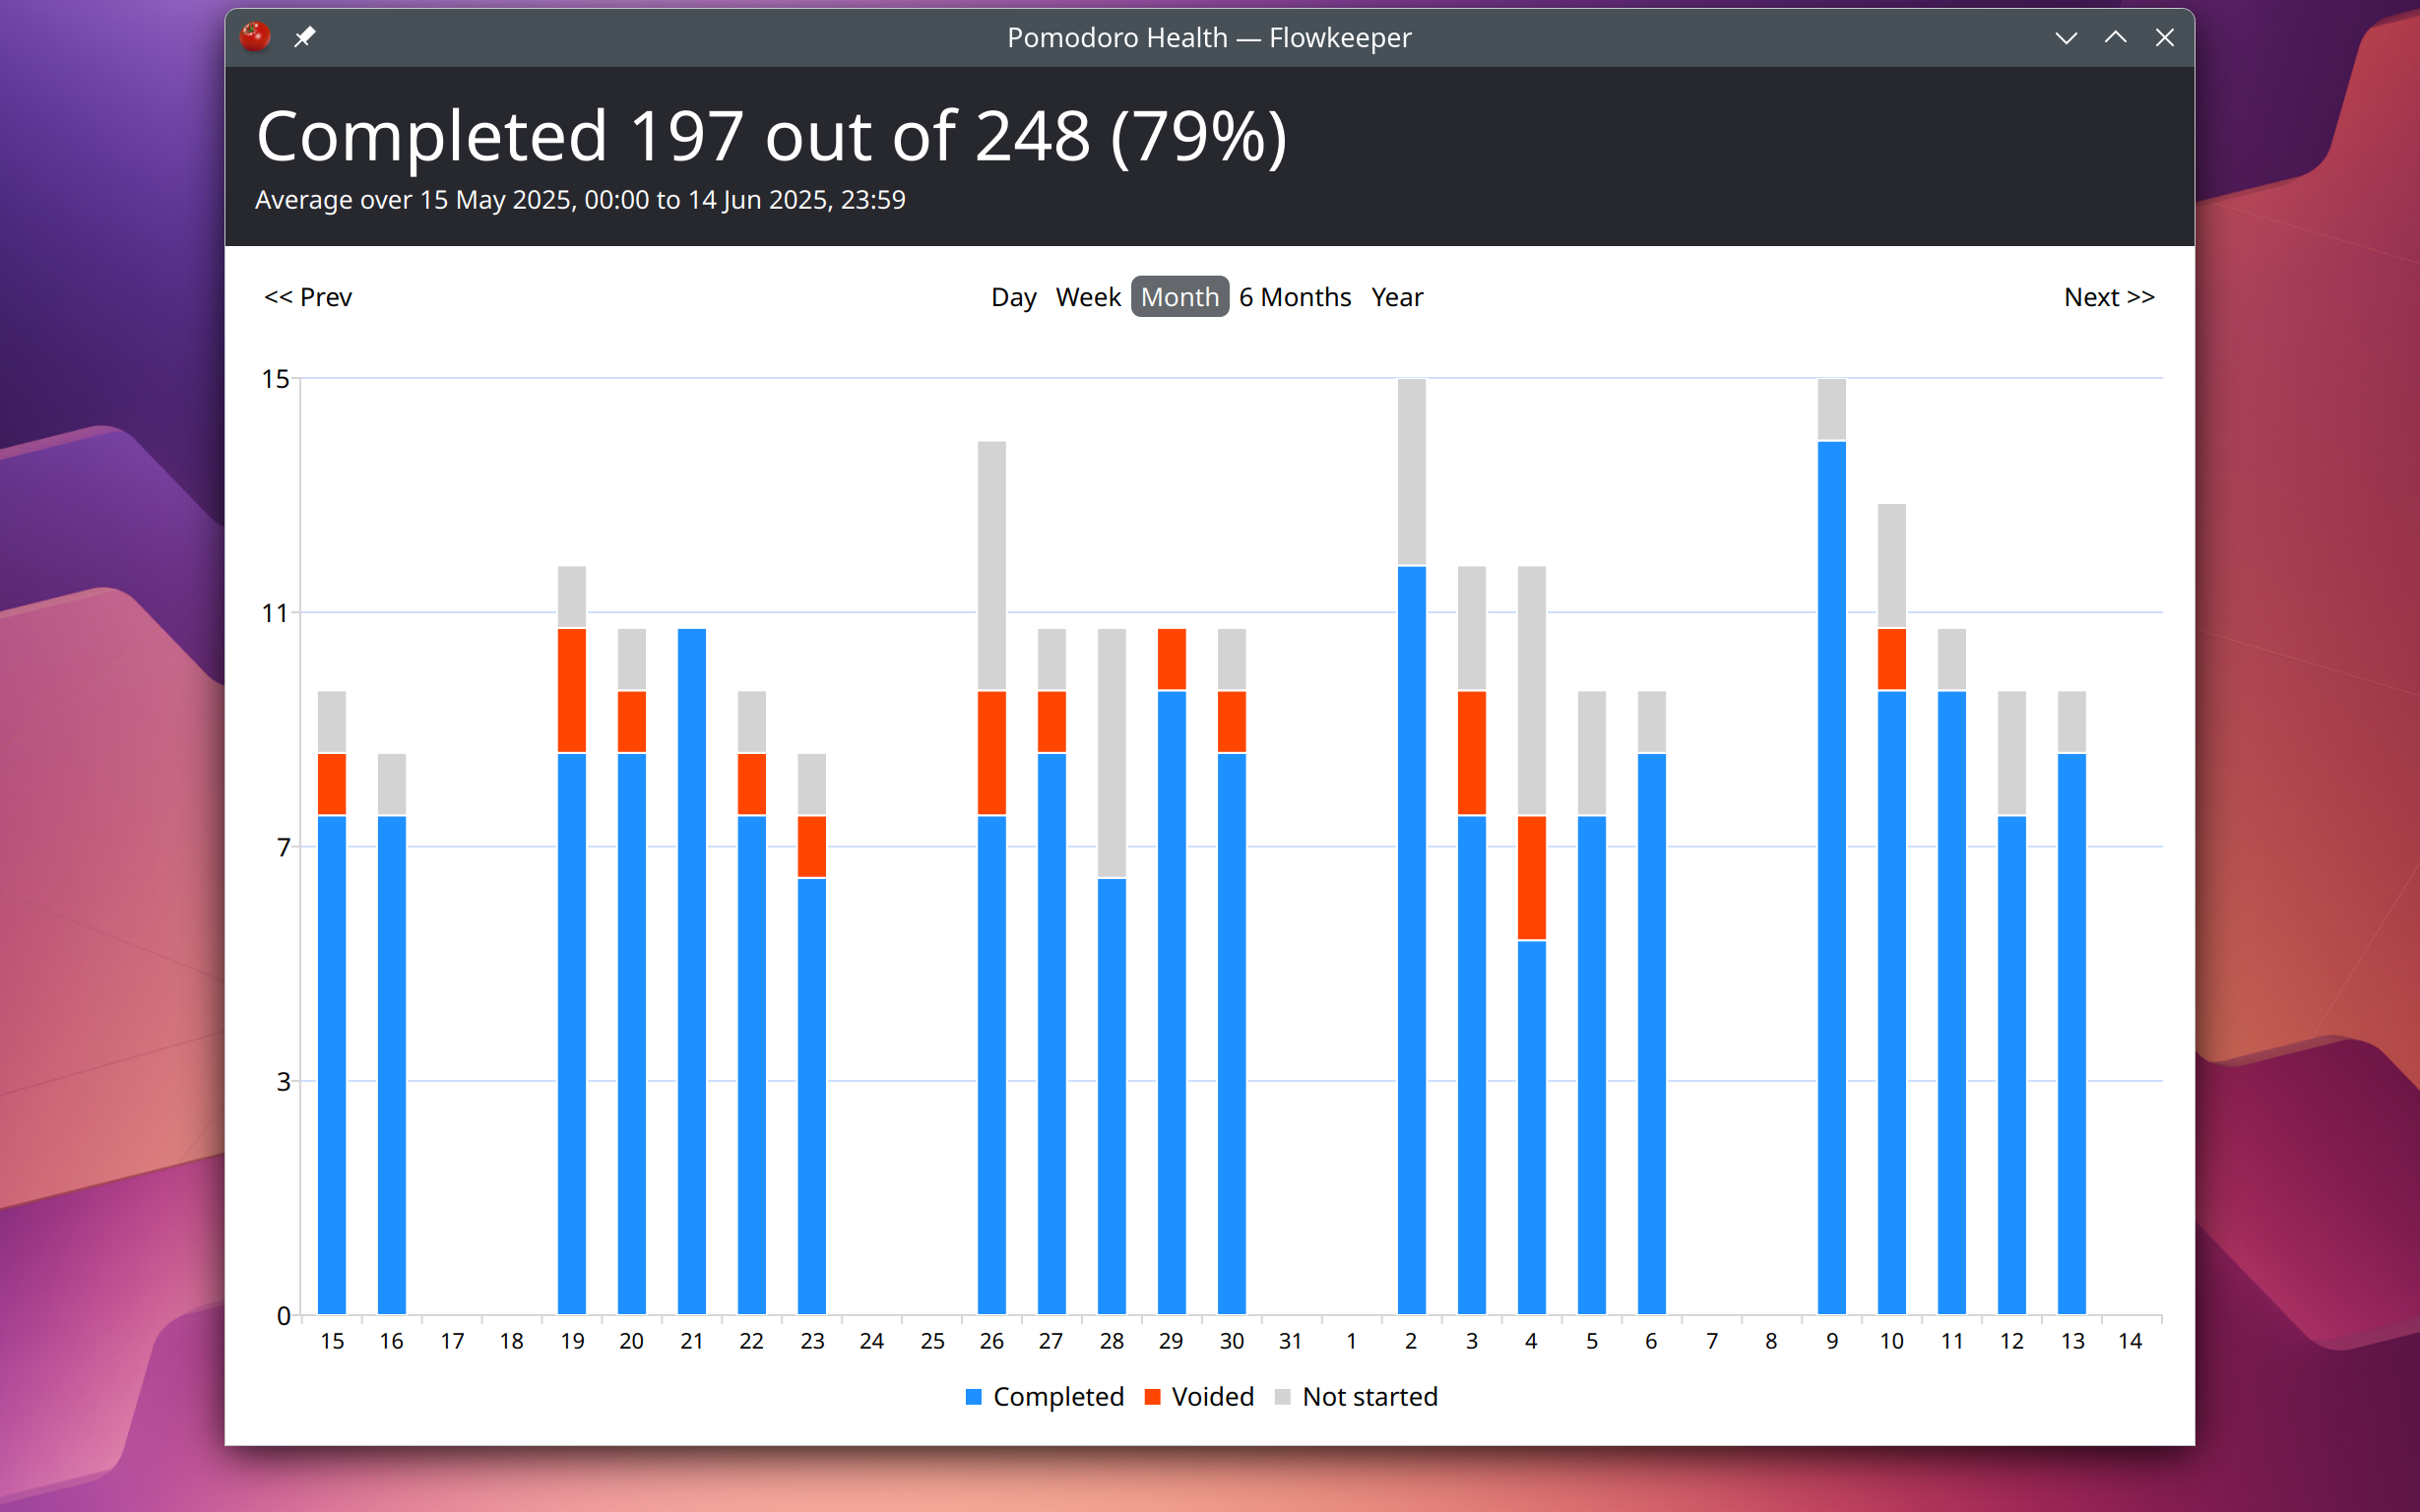 Pomodoro Health — Flowkeeper
Completed 197 out of 248 (79%)
Average over 15 May 2025, 00:00 to 14 Jun 2025, 23:59
<< Prev Day Week Month 6 Months Year Next >>
15
11
7
3
0
15 16 17 18 19 20 21 22 23 24 25 26 27 28 29 30 31 1 2 3 4 5 6 7 8 9 10 11 12 13 14
Completed Voided Not started